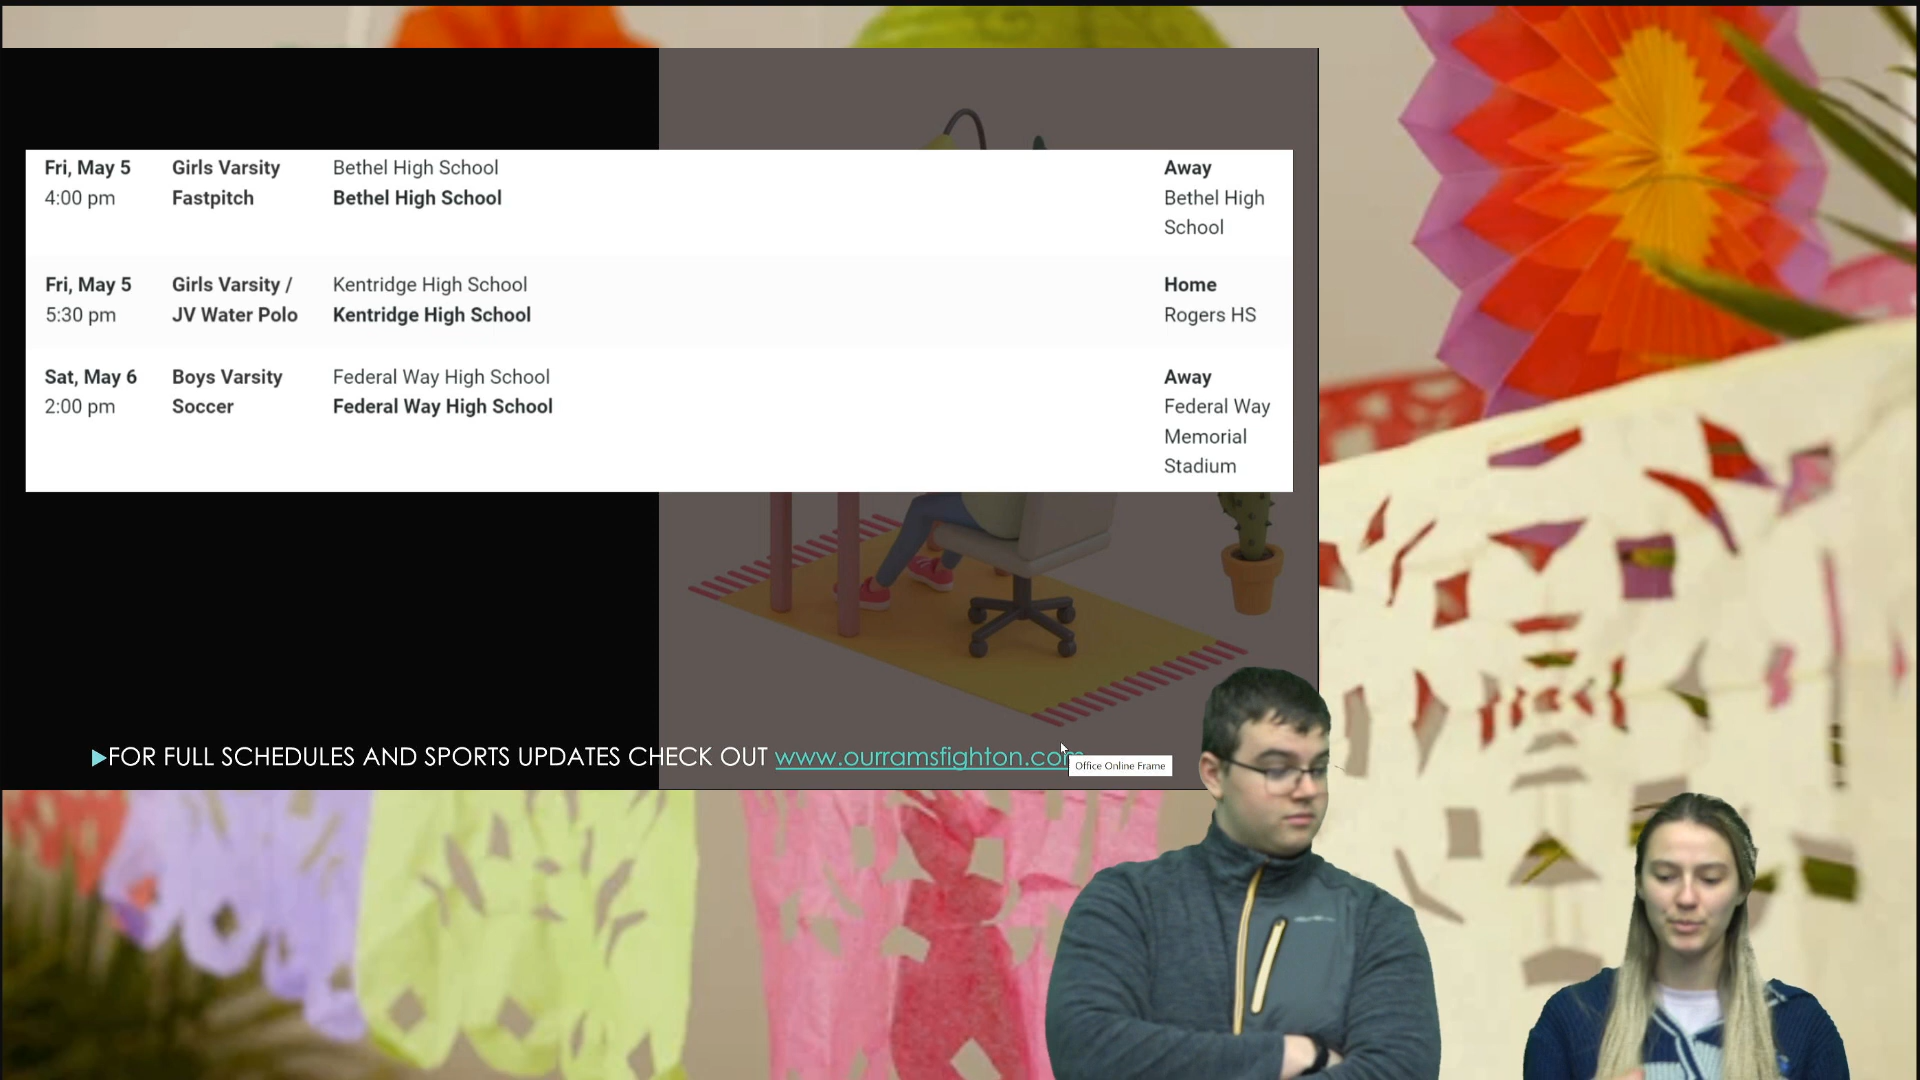 Fri, May 5 Girls Varsity Bethel High School Away
4:00 pm Fastpitch Bethel High School Bethel High
School
Fri, May 5 Girls Varsity / Kentridge High School Home
5:30 pm JV Water Polo Kentridge High School Rogers HS
Sat, May 6 Boys Varsity Federal Way High School Away
2:00 pm Soccer Federal Way High School Federal Way
Memorial
Stadium
FOR FULL SCHEDULES AND SPORTS UPDATES CHECK OUT www.ourramsfighton.com
Office Online Frame